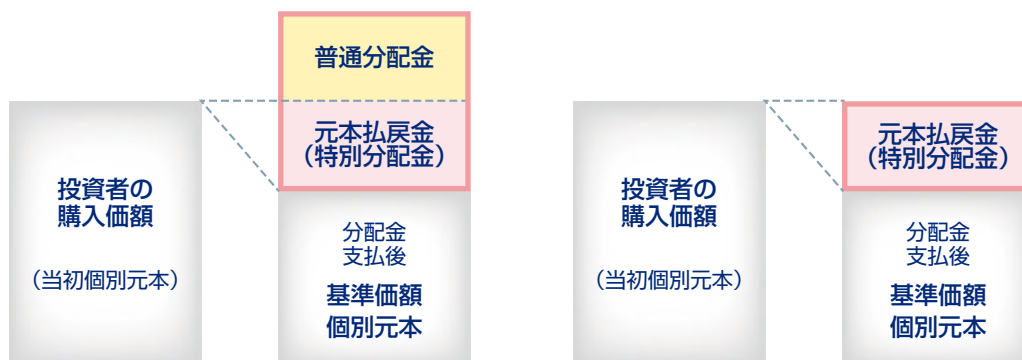 普通分配金
元本払戻金
（特別分配金）
投資者の
購入価額
（当初個別元本）
分配金
支払後
基準価額
個別元本
元本払戻金
（特別分配金）
投資者の
購入価額
（当初個別元本）
分配金
支払後
基準価額
個別元本